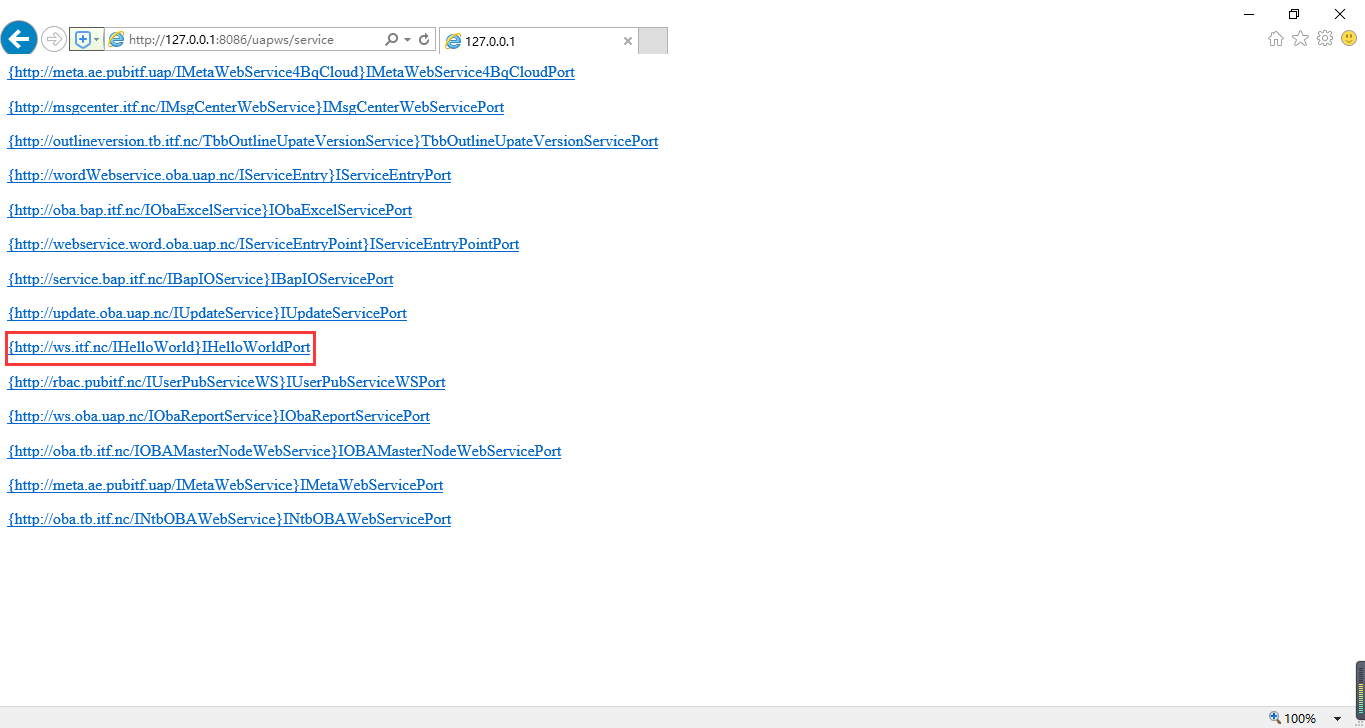 http://127.0.0.1:8086/uapws/service
127.0.0.1
{http://meta.ae.pubitf.uap/IMetaWebService4BqCloud}IMetaWebService4BqCloudPort
{http://msgcenter.itf.nc/IMsgCenterWebService}IMsgCenterWebServicePort
{http://outlineversion.tb.itf.nc/TbbOutlineUpateVersionService}TbbOutlineUpateVersionServicePort
{http://wordWebservice.oba.uap.nc/IServiceEntry}IServiceEntryPort
{http://oba.bap.itf.nc/IObaExcelService}IObaExcelServicePort
{http://webservice.word.oba.uap.nc/IServiceEntryPoint}IServiceEntryPointPort
{http://service.bap.itf.nc/IBapIOService}IBapIOServicePort
{http://update.oba.uap.nc/IUpdateService}IUpdateServicePort
{http://ws.itf.nc/IHelloWorld}IHelloWorldPort
{http://rbac.pubitf.nc/IUserPubServiceWS}IUserPubServiceWSPort
{http://ws.oba.uap.nc/IObaReportService}IObaReportServicePort
{http://oba.tb.itf.nc/IOBAMasterNodeWebService}IOBAMasterNodeWebServicePort
{http://meta.ae.pubitf.uap/IMetaWebService}IMetaWebServicePort
{http://oba.tb.itf.nc/INtbOBAWebService}INtbOBAWebServicePort
100%